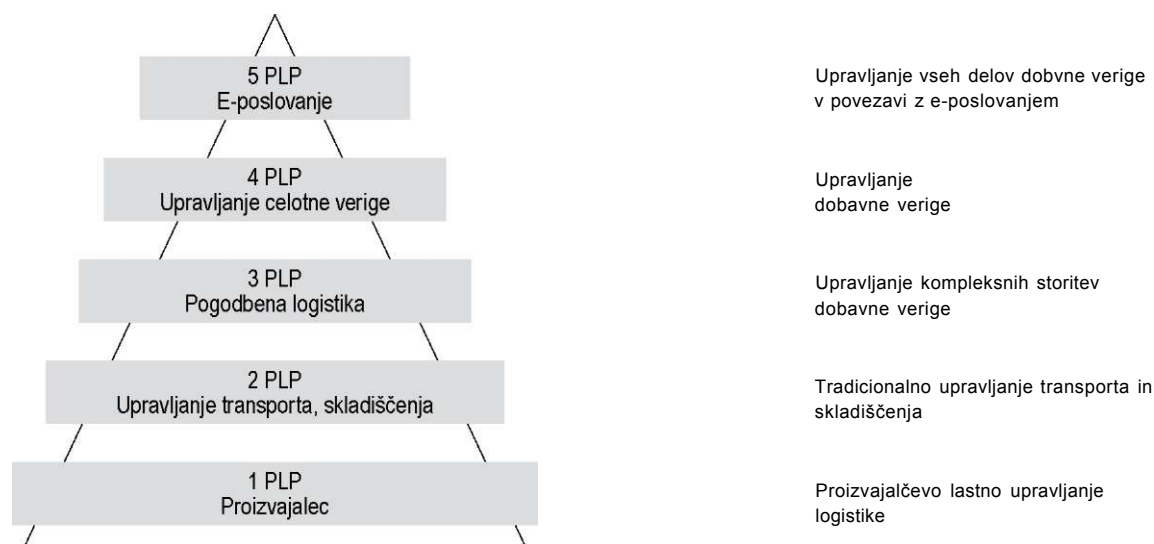 5 PLP
E-poslovanje
Upravljanje vseh delov dobvne verige
v povezavi z e-poslovanjem
4 PLP
Upravljanje celotne verige
Upravljanje
dobavne verige
3 PLP
Pogodbena logistika
Upravljanje kompleksnih storitev
dobavne verige
2 PLP
Upravljanje transporta, skladiščenja
Tradicionalno upravljanje transporta in
skladiščenja
1 PLP
Proizvajalec
Proizvajalčevo lastno upravljanje
logistike